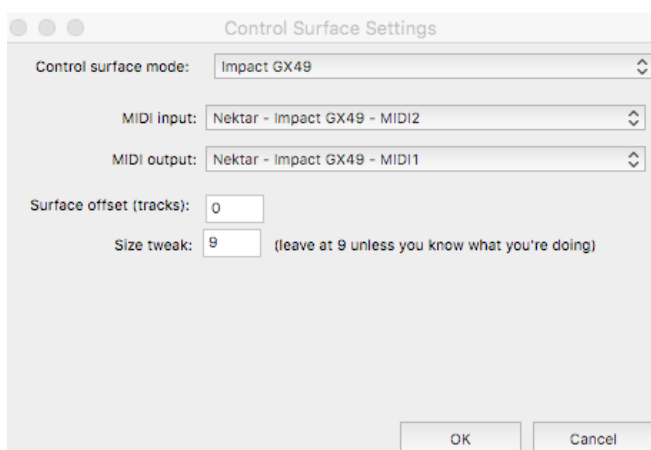 Control Surface Settings
Control surface mode: Impact GX49
MIDI input: Nektar - Impact GX49 - MIDI2
MIDI output: Nektar - Impact GX49 - MIDI1
Surface offset (tracks): 0
Size tweak: 9 (leave at 9 unless you know what you're doing)
OK Cancel